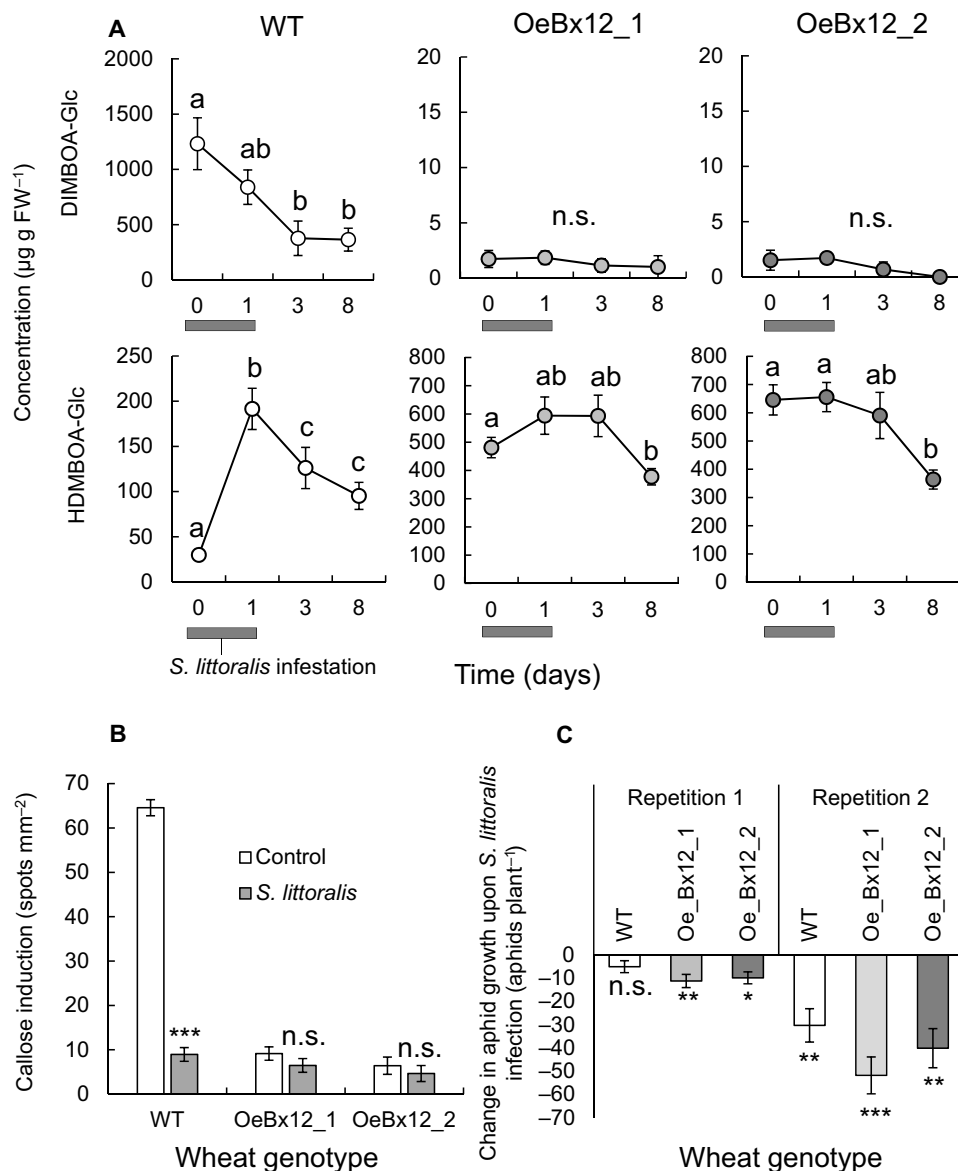 A
WT
OeBx12_1
OeBx12_2
Concentration (µg g FW⁻¹)
DIMBOA-Glc
2000
1500
1000
500
0
a
ab
b
b
0 1 3 8
20
15
10
5
0
n.s.
0 1 3 8
20
15
10
5
0
n.s.
0 1 3 8
HDMBOA-Glc
250
200
150
100
50
0
a
b
c
c
0 1 3 8
S. littoralis infestation
800
700
600
500
400
300
200
100
0
a
ab
ab
b
0 1 3 8
800
700
600
500
400
300
200
100
0
a
a
ab
b
0 1 3 8
Time (days)
B
Callose induction (spots mm⁻²)
70
60
50
40
30
20
10
0
Control
S. littoralis
***
n.s.
n.s.
WT OeBx12_1 OeBx12_2
Wheat genotype
C
Change in aphid growth upon S. littoralis
infection (aphids plant⁻¹)
Repetition 1 Repetition 2
WT
Oe_Bx12_1
Oe_Bx12_2
WT
Oe_Bx12_1
Oe_Bx12_2
0
–10
–20
–30
–40
–50
–60
–70
n.s.
**
*
**
***
**
Wheat genotype